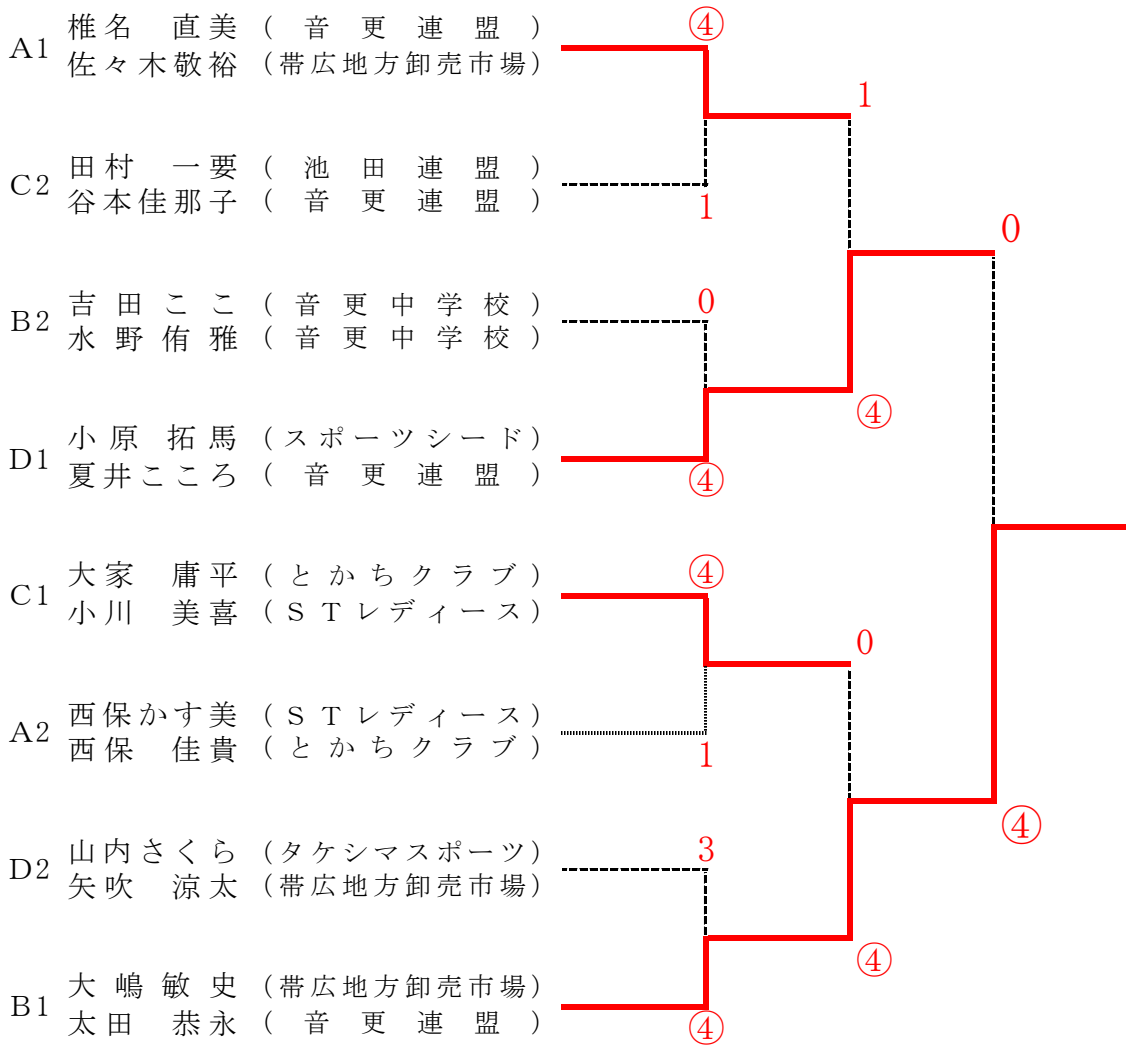 ④
A1 椎名 直美 (音更連盟)
佐々木敬裕 (帯広地方卸売市場)
1
C2 田村 一要 (池田連盟)
谷本佳那子 (音更連盟)
1
0
B2 吉田ここ (音更中学校)
0
水野侑雅 (音更中学校)
④
D1 小原拓馬 (スポーツシード)
夏井こころ (音更連盟)
④
C1 大家 庸平 (とかちクラブ)
④
小川 美喜 (STレディース)
0
A2 西保かす美 (STレディース)
西保 佳貴 (とかちクラブ)
1
④
D2 山内さくら (タケシマスポーツ)
3
矢吹 涼太 (帯広地方卸売市場)
④
B1 大嶋敏史 (帯広地方卸売市場)
太田 恭永 (音更連盟)
④